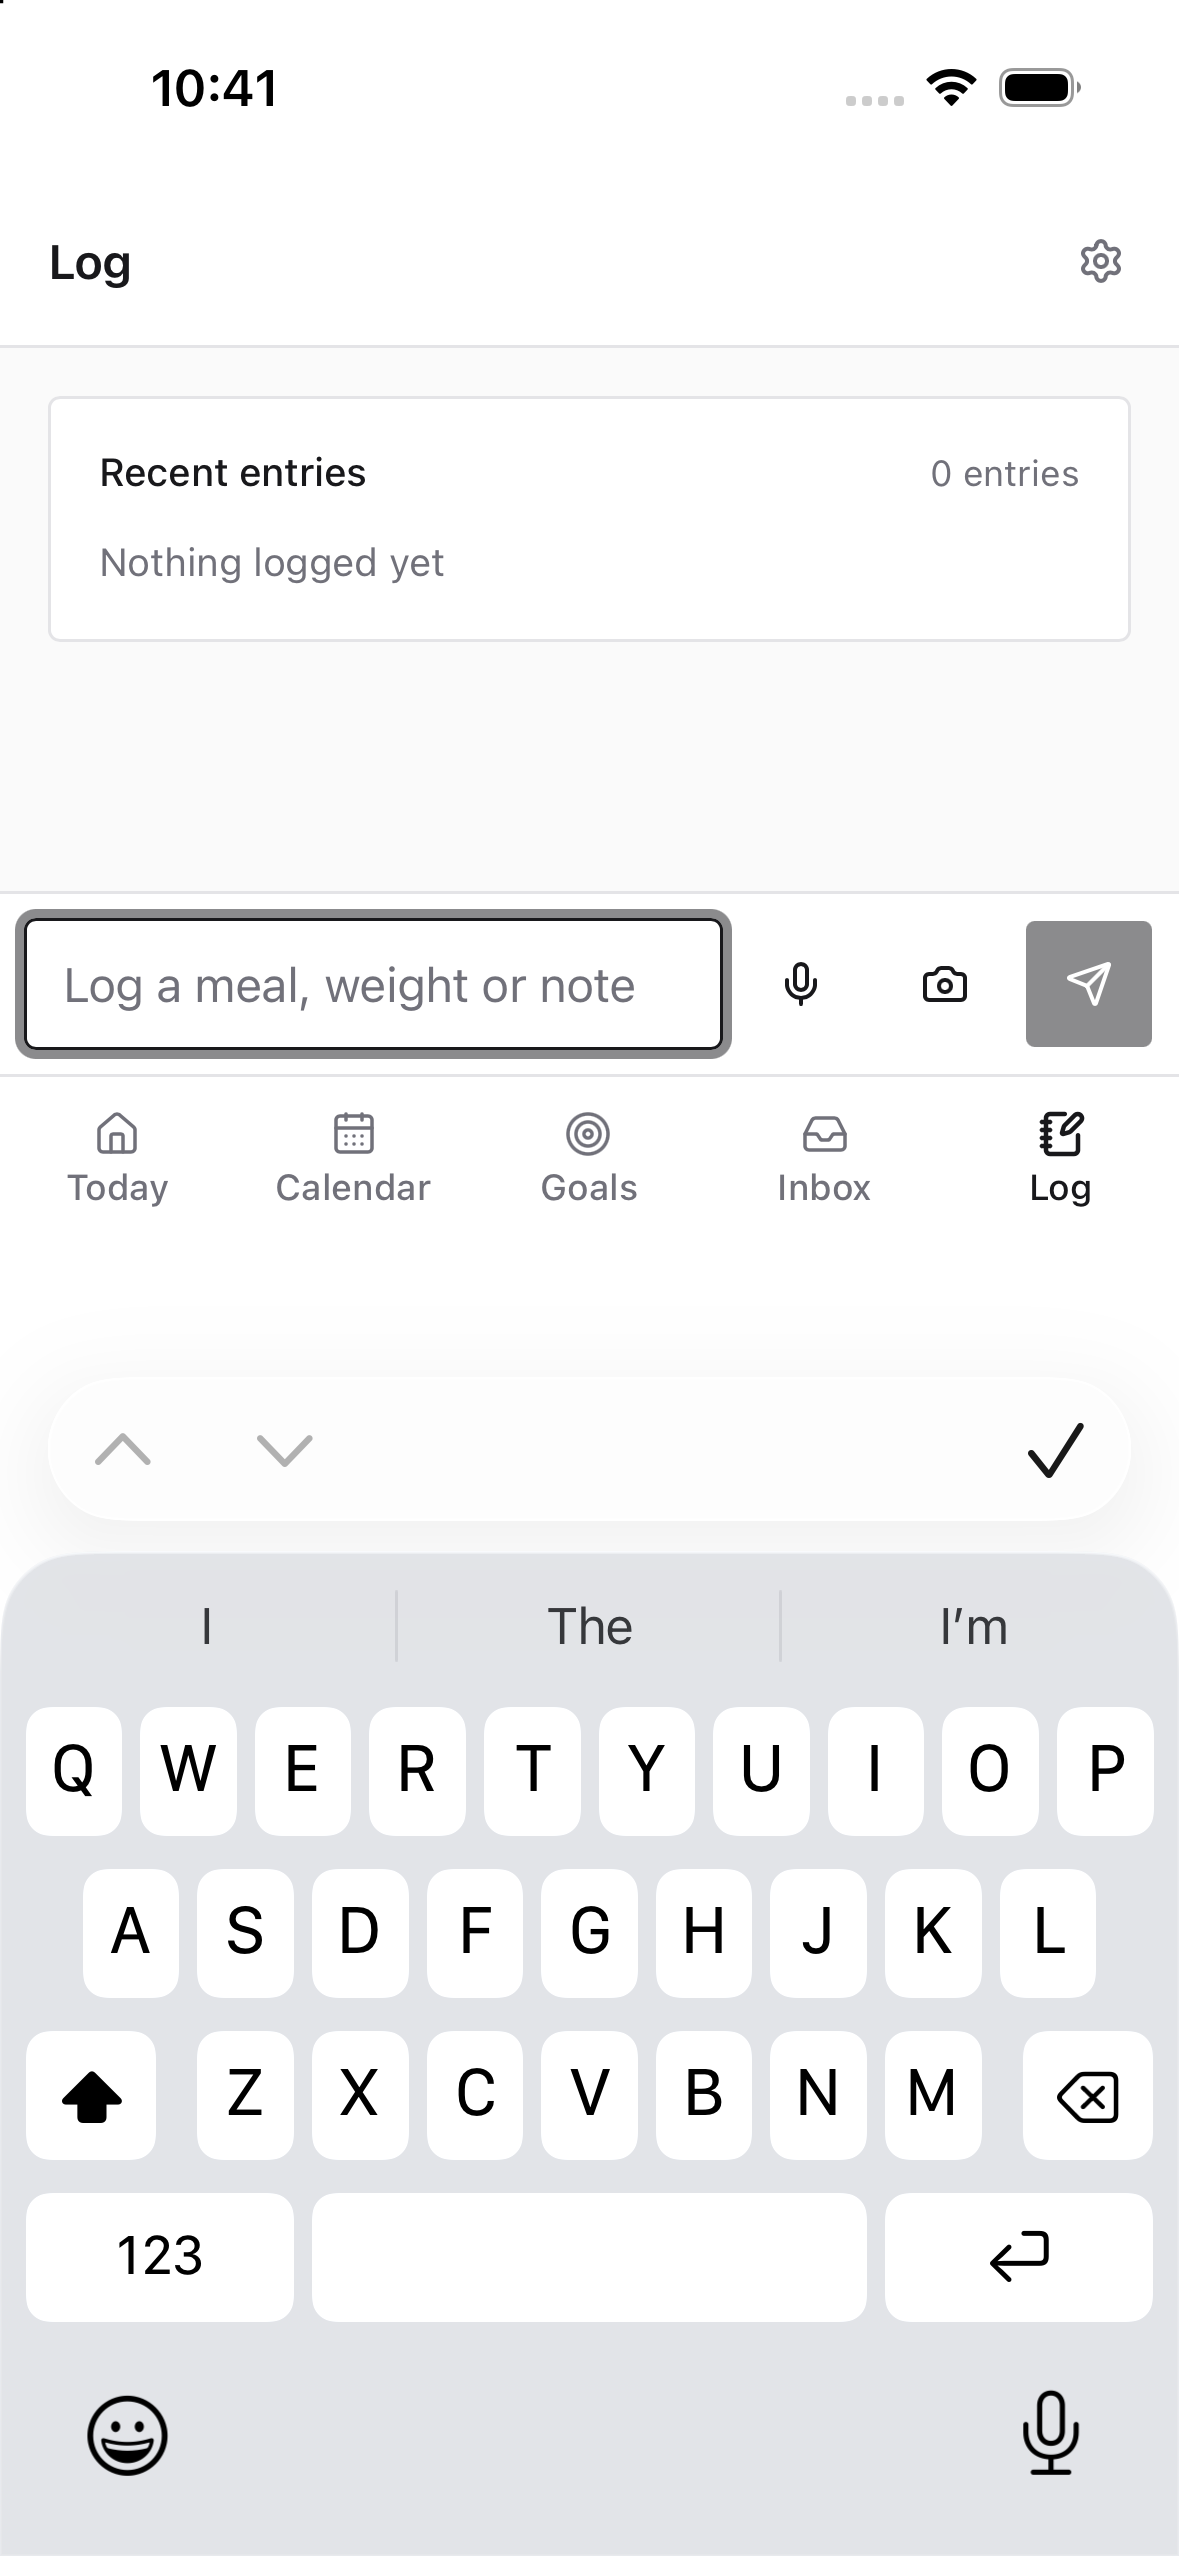 10:41
Log
Recent entries
0 entries
Nothing logged yet
Log a meal, weight or note
Today Calendar Goals Inbox Log
I The I’m
Q W E R T Y U I O P
A S D F G H J K L
Z X C V B N M
123